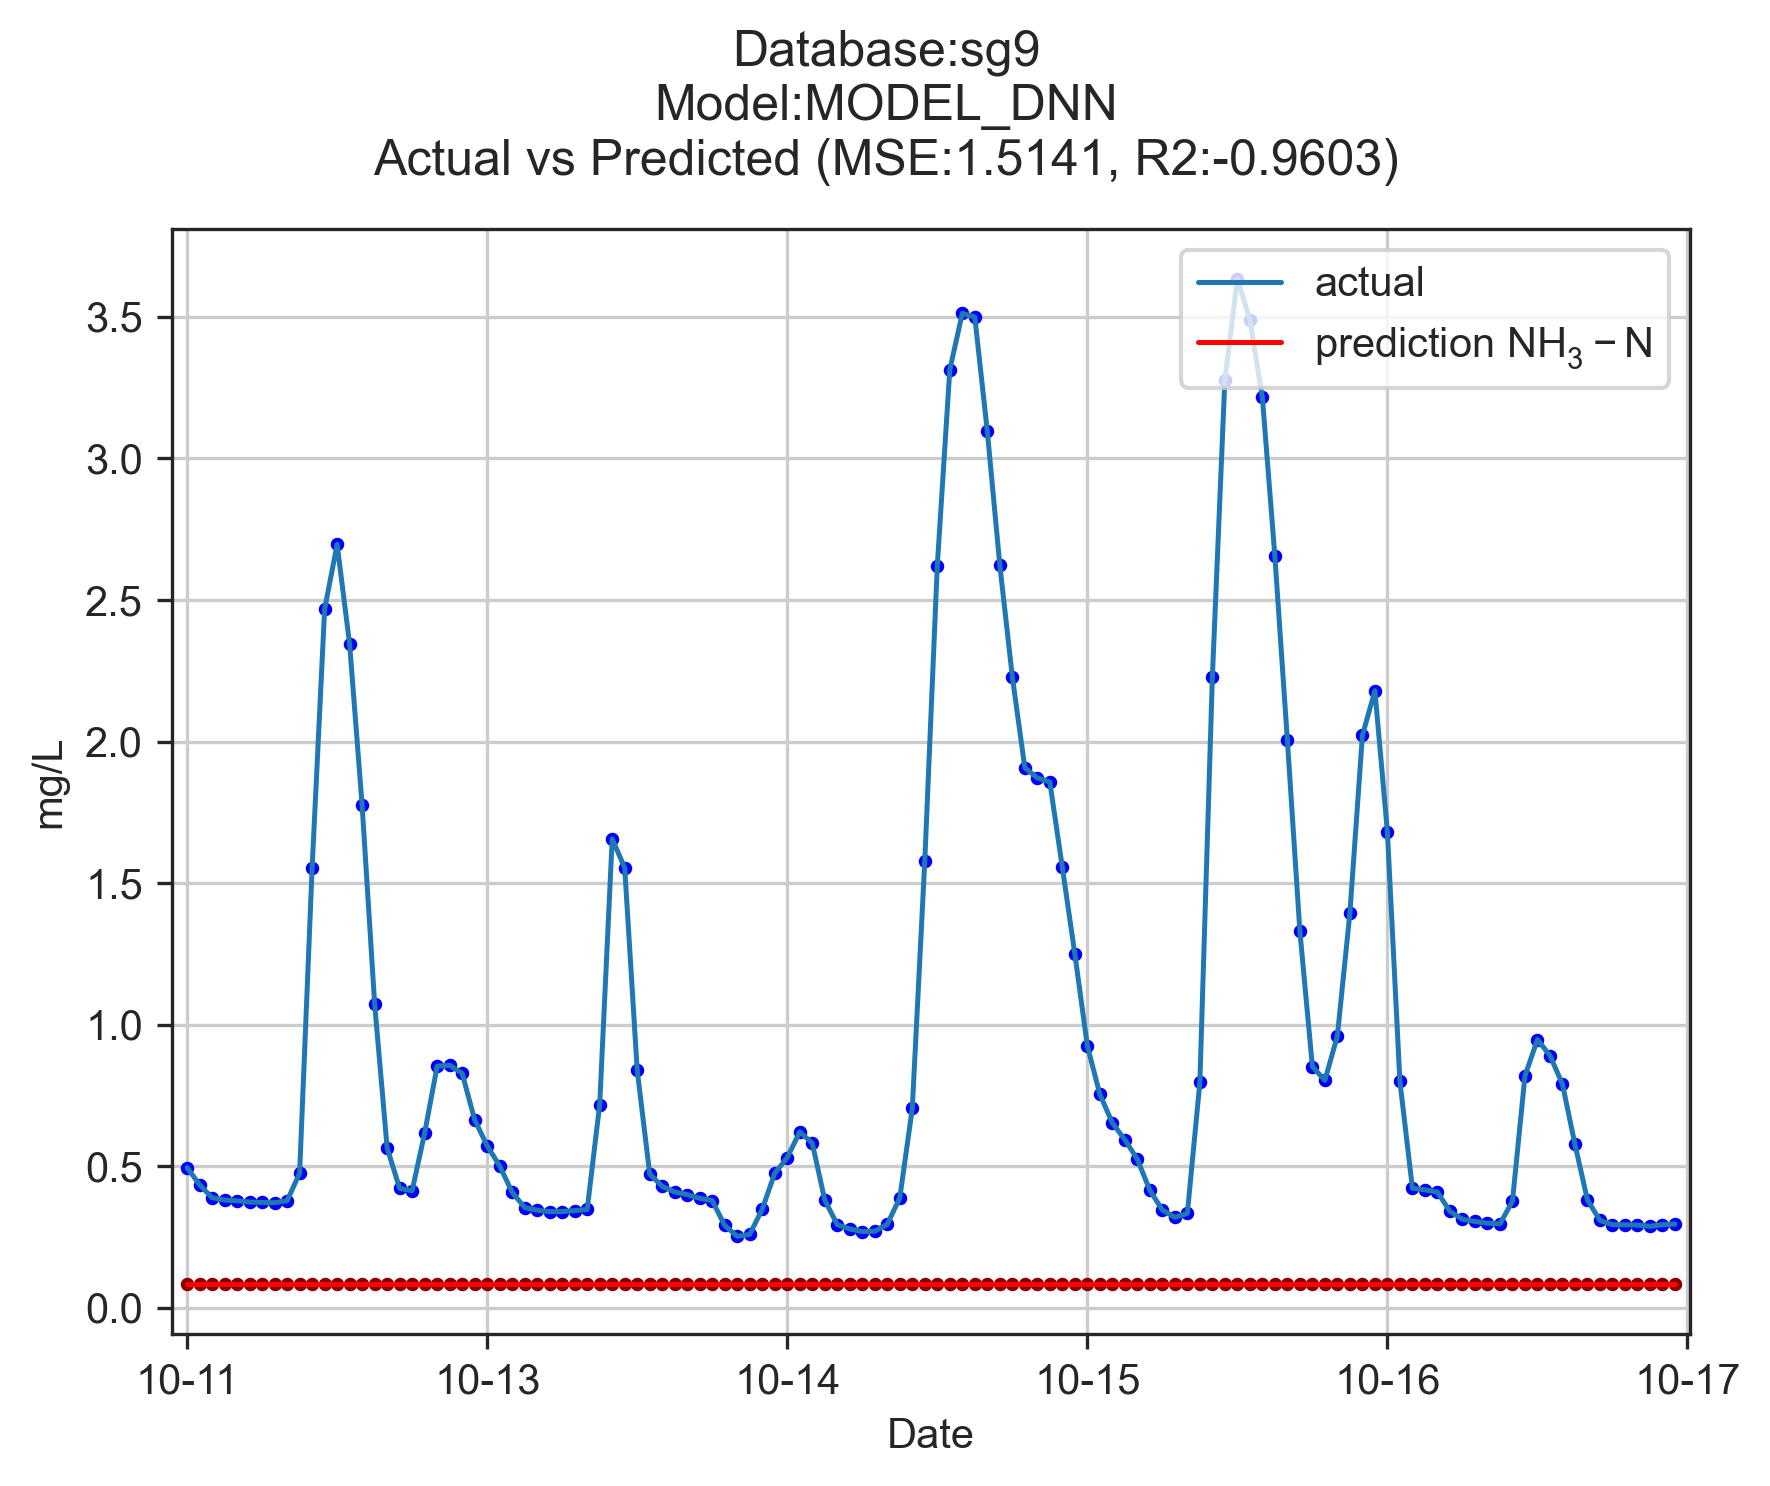 Database:sg9
Model:MODEL_DNN
Actual vs Predicted (MSE:1.5141, R2:-0.9603)
actual
prediction NH₃ − N
3.5
3.0
2.5
2.0
1.5
1.0
0.5
0.0
mg/L
10-11 10-13 10-14 10-15 10-16 10-17
Date